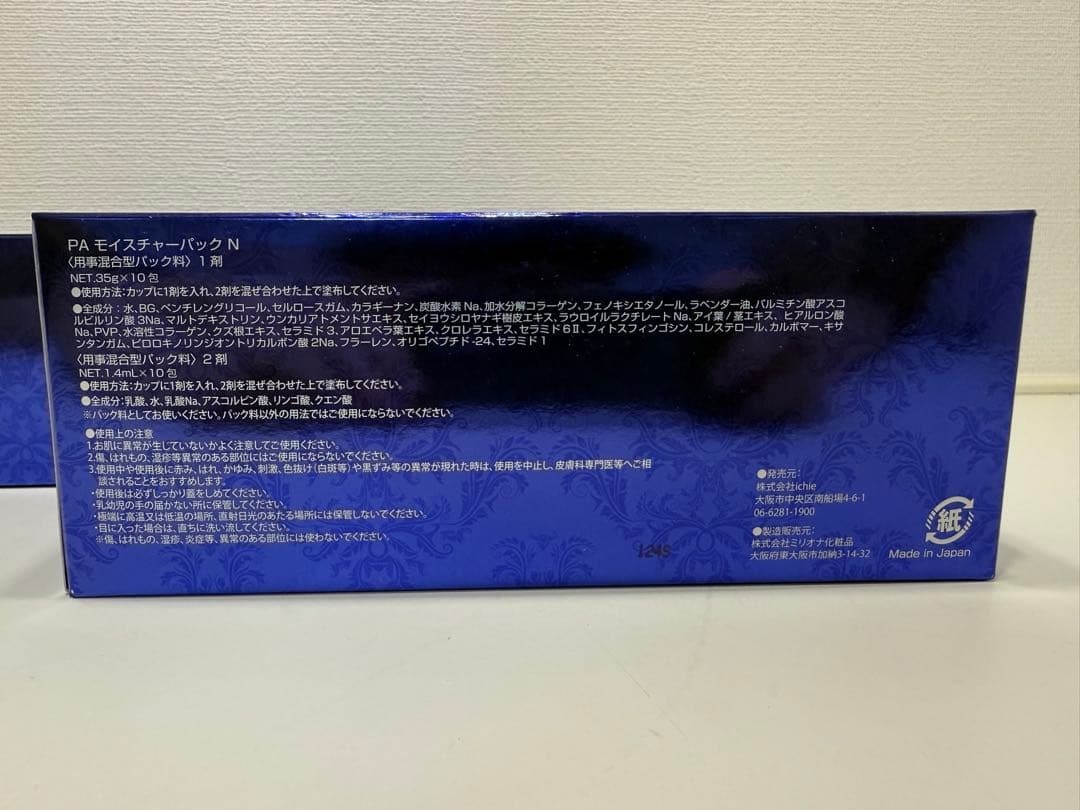 PA モイスチャーパック N
〈用事混合型パック料〉1剤
NET.35g×10包
●使用方法:カップに1剤を入れ、2剤を混ぜ合わせた上で塗布してください。
●全成分:水、BG、ペンチレングリコール、セルロースガム、カラギーナン、炭酸水素Na、加水分解コラーゲン、フェノキシエタノール、ラベンダー油、パルミチン酸アスコ
ルビルリン酸3Na、マルトデキストリン、ウンカリアトメントサエキス、セイヨウシロヤナギ樹皮エキス、ラウロイルラクチレートNa、アイ葉/茎エキス、ヒアルロン酸
Na、PVP、水溶性コラーゲン、クズ根エキス、セラミド3、アロエベラ葉エキス、クロレラエキス、セラミド6Ⅱ、フィトスフィンゴシン、コレステロール、カルボマー、キサ
ンタンガム、ピロロキノリンジオントリカルボン酸2Na、フラーレン、オリゴペプチド-24、セラミド1
〈用事混合型パック料〉2剤
NET.1.4mL×10包
●使用方法:カップに1剤を入れ、2剤を混ぜ合わせた上で塗布してください。
●全成分:乳酸、水、乳酸Na、アスコルビン酸、リンゴ酸、クエン酸
※パック料としてお使いください。パック料以外の用法ではご使用にならないでください。
●使用上の注意
1.お肌に異常が生じていないかよく注意してご使用ください。
2.傷、はれもの、湿疹等異常のある部位にはご使用にならないでください。
3.使用中や使用後に赤み、はれ、かゆみ、刺激、色抜け(白斑等)や黒ずみ等の異常が現れた時は、使用を中止し、皮膚科専門医等へご相
談されることをおすすめします。
・使用後は必ずしっかり蓋をしめてください。
・乳幼児の手の届かない所に保管してください。
・極端に高温又は低温の場所、直射日光のあたる場所には保管しないでください。
・目に入った場合は、直ちに洗い流してください。
※傷、はれもの、湿疹、炎症等、異常のある部位には使わないでください。
1249
●発売元:
株式会社ichie
大阪市中央区南船場4-6-1
06-6281-1900
●製造販売元:
株式会社ミリオナ化粧品
大阪府東大阪市加納3-14-32
紙
Made in Japan